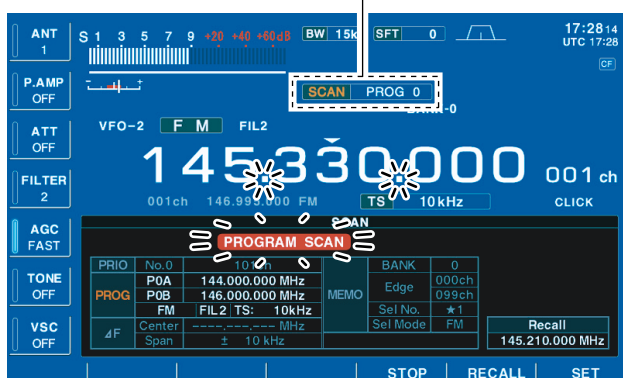 ANT
1
S 1 3 5 7 9 +20 +40 +60dB
BW 15k
SFT 0
17:28 14
UTC 17:28
CF
P.AMP
OFF
SCAN PROG 0
-0
ATT
OFF
VFO-2 FM FIL2
145.330.000
001 ch
FILTER
2
001ch 146.995.000 FM
TS 10kHz
CLICK
AGC
FAST
SCAN
PROGRAM SCAN
PRIO No.0
BANK 0
PROG P0A 144.000.000 MHz
MEMO Edge 000ch
P0B 146.000.000 MHz
099ch
FM FIL2 TS: 10kHz
Sel No. ★1
TONE
OFF
⊿F Center ----.---.--- MHz
Sel Mode FM
Span ± 10 kHz
Recall
145.210.000 MHz
VSC
OFF
STOP RECALL SET